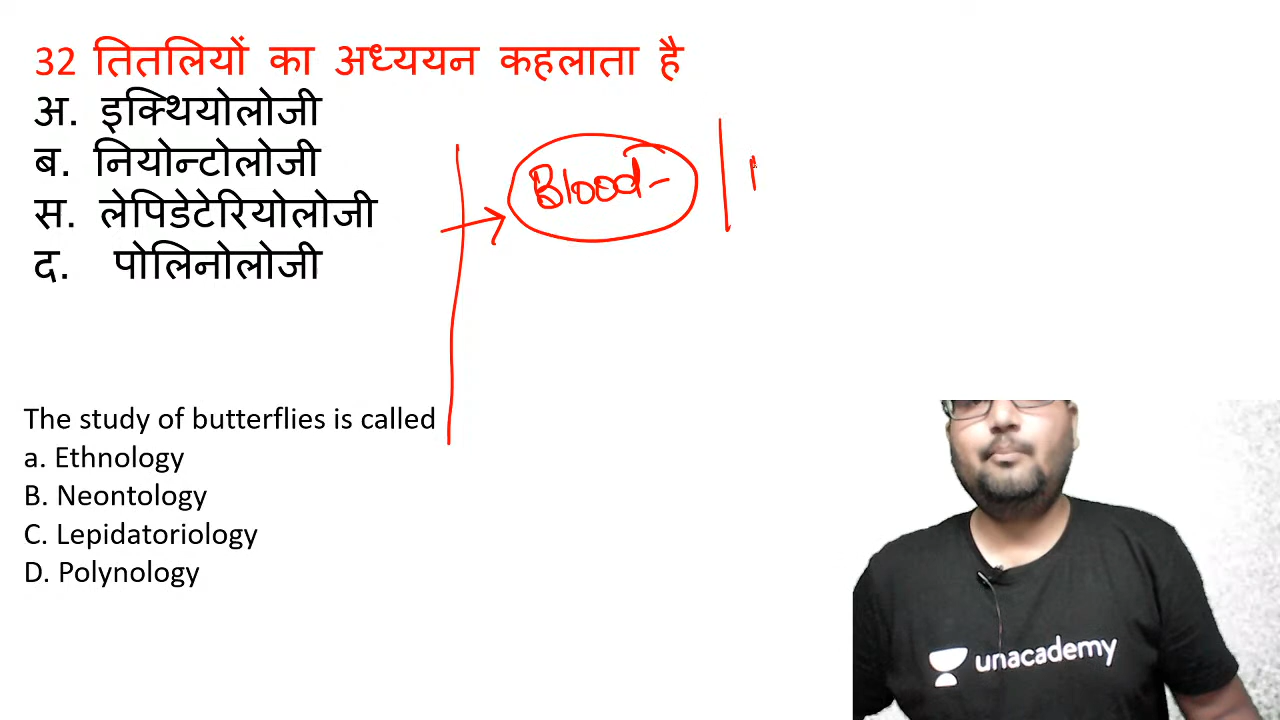 32 तितलियों का अध्ययन कहलाता है
अ. इक्थियोलोजी
ब. नियोन्टोलोजी
स. लेपिडेटेरियोलोजी
द. पोलिनोलोजी
Blood
The study of butterflies is called
a. Ethnology
B. Neontology
C. Lepidatoriology
D. Polynology
unacademy